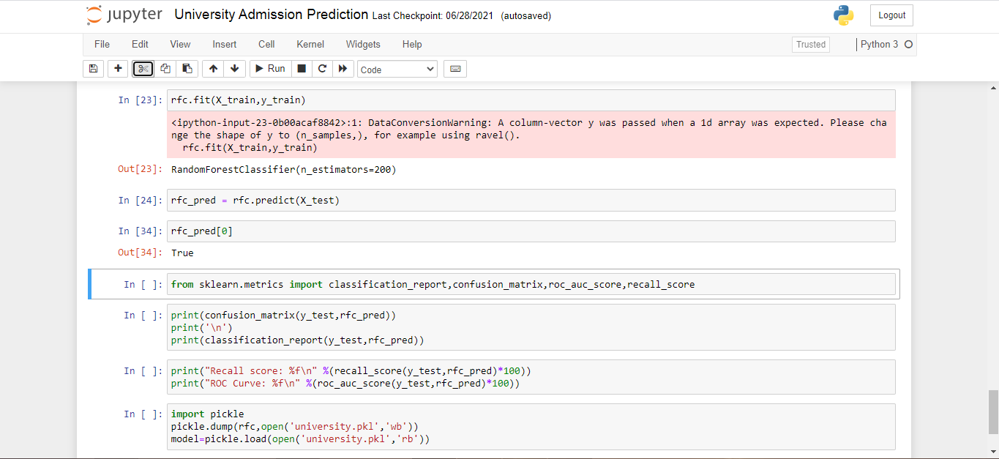 jupyter University Admission Prediction Last Checkpoint: 06/28/2021 (autosaved)
Logout
File Edit View Insert Cell Kernel Widgets Help
Trusted
Python 3
Run
Code
In [23]: rfc.fit(X_train,y_train)
<ipython-input-23-0b00acaf8842>:1: DataConversionWarning: A column-vector y was passed when a 1d array was expected. Please cha
nge the shape of y to (n_samples,), for example using ravel().
rfc.fit(X_train,y_train)
Out[23]: RandomForestClassifier(n_estimators=200)
In [24]: rfc_pred = rfc.predict(X_test)
In [34]: rfc_pred[0]
Out[34]: True
In [ ]: from sklearn.metrics import classification_report,confusion_matrix,roc_auc_score,recall_score
In [ ]: print(confusion_matrix(y_test,rfc_pred))
print('\n')
print(classification_report(y_test,rfc_pred))
In [ ]: print("Recall score: %f\n" %(recall_score(y_test,rfc_pred)*100))
print("ROC Curve: %f\n" %(roc_auc_score(y_test,rfc_pred)*100))
In [ ]: import pickle
pickle.dump(rfc,open('university.pkl','wb'))
model=pickle.load(open('university.pkl','rb'))